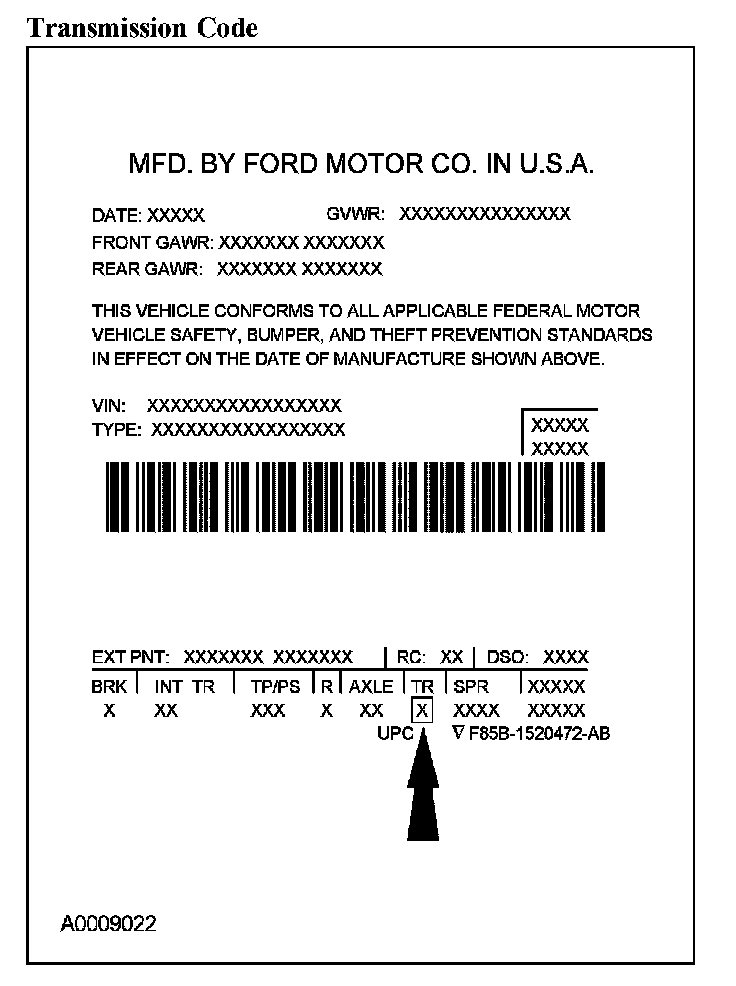 Transmission Code
MFD. BY FORD MOTOR CO. IN U.S.A.
DATE: XXXXX GVWR: XXXXXXXXXXXXXXX
FRONT GAWR: XXXXXXX XXXXXXX
REAR GAWR: XXXXXXX XXXXXXX
THIS VEHICLE CONFORMS TO ALL APPLICABLE FEDERAL MOTOR
VEHICLE SAFETY, BUMPER, AND THEFT PREVENTION STANDARDS
IN EFFECT ON THE DATE OF MANUFACTURE SHOWN ABOVE.
VIN: XXXXXXXXXXXXXXXXX
TYPE: XXXXXXXXXXXXXXXXX
XXXXX
XXXXX
EXT PNT: XXXXXXX XXXXXXX RC: XX DSO: XXXX
BRK INT TR TP/PS R AXLE TR SPR XXXXX
X XX XXX X XX X XXXX XXXXX
UPC ∇ F85B-1520472-AB
A0009022